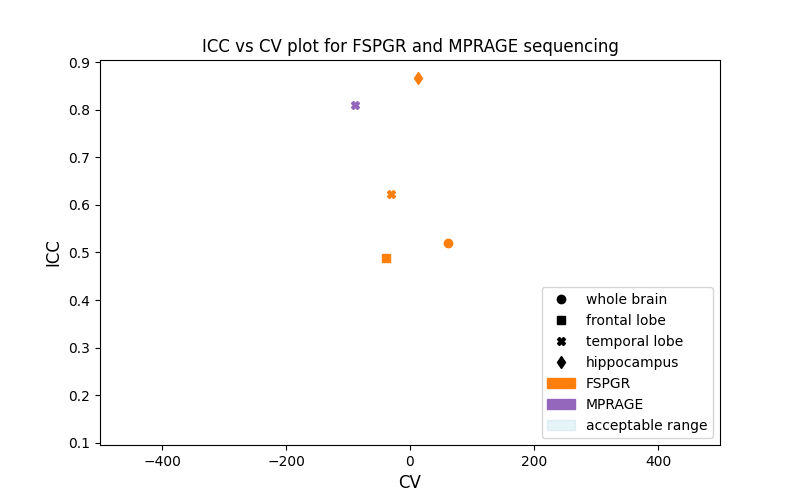 ICC vs CV plot for FSPGR and MPRAGE sequencing
0.9
0.8
0.7
0.6
0.5
0.4
0.3
0.2
0.1
ICC
whole brain
frontal lobe
temporal lobe
hippocampus
FSPGR
MPRAGE
acceptable range
−400 −200 0 200 400
CV